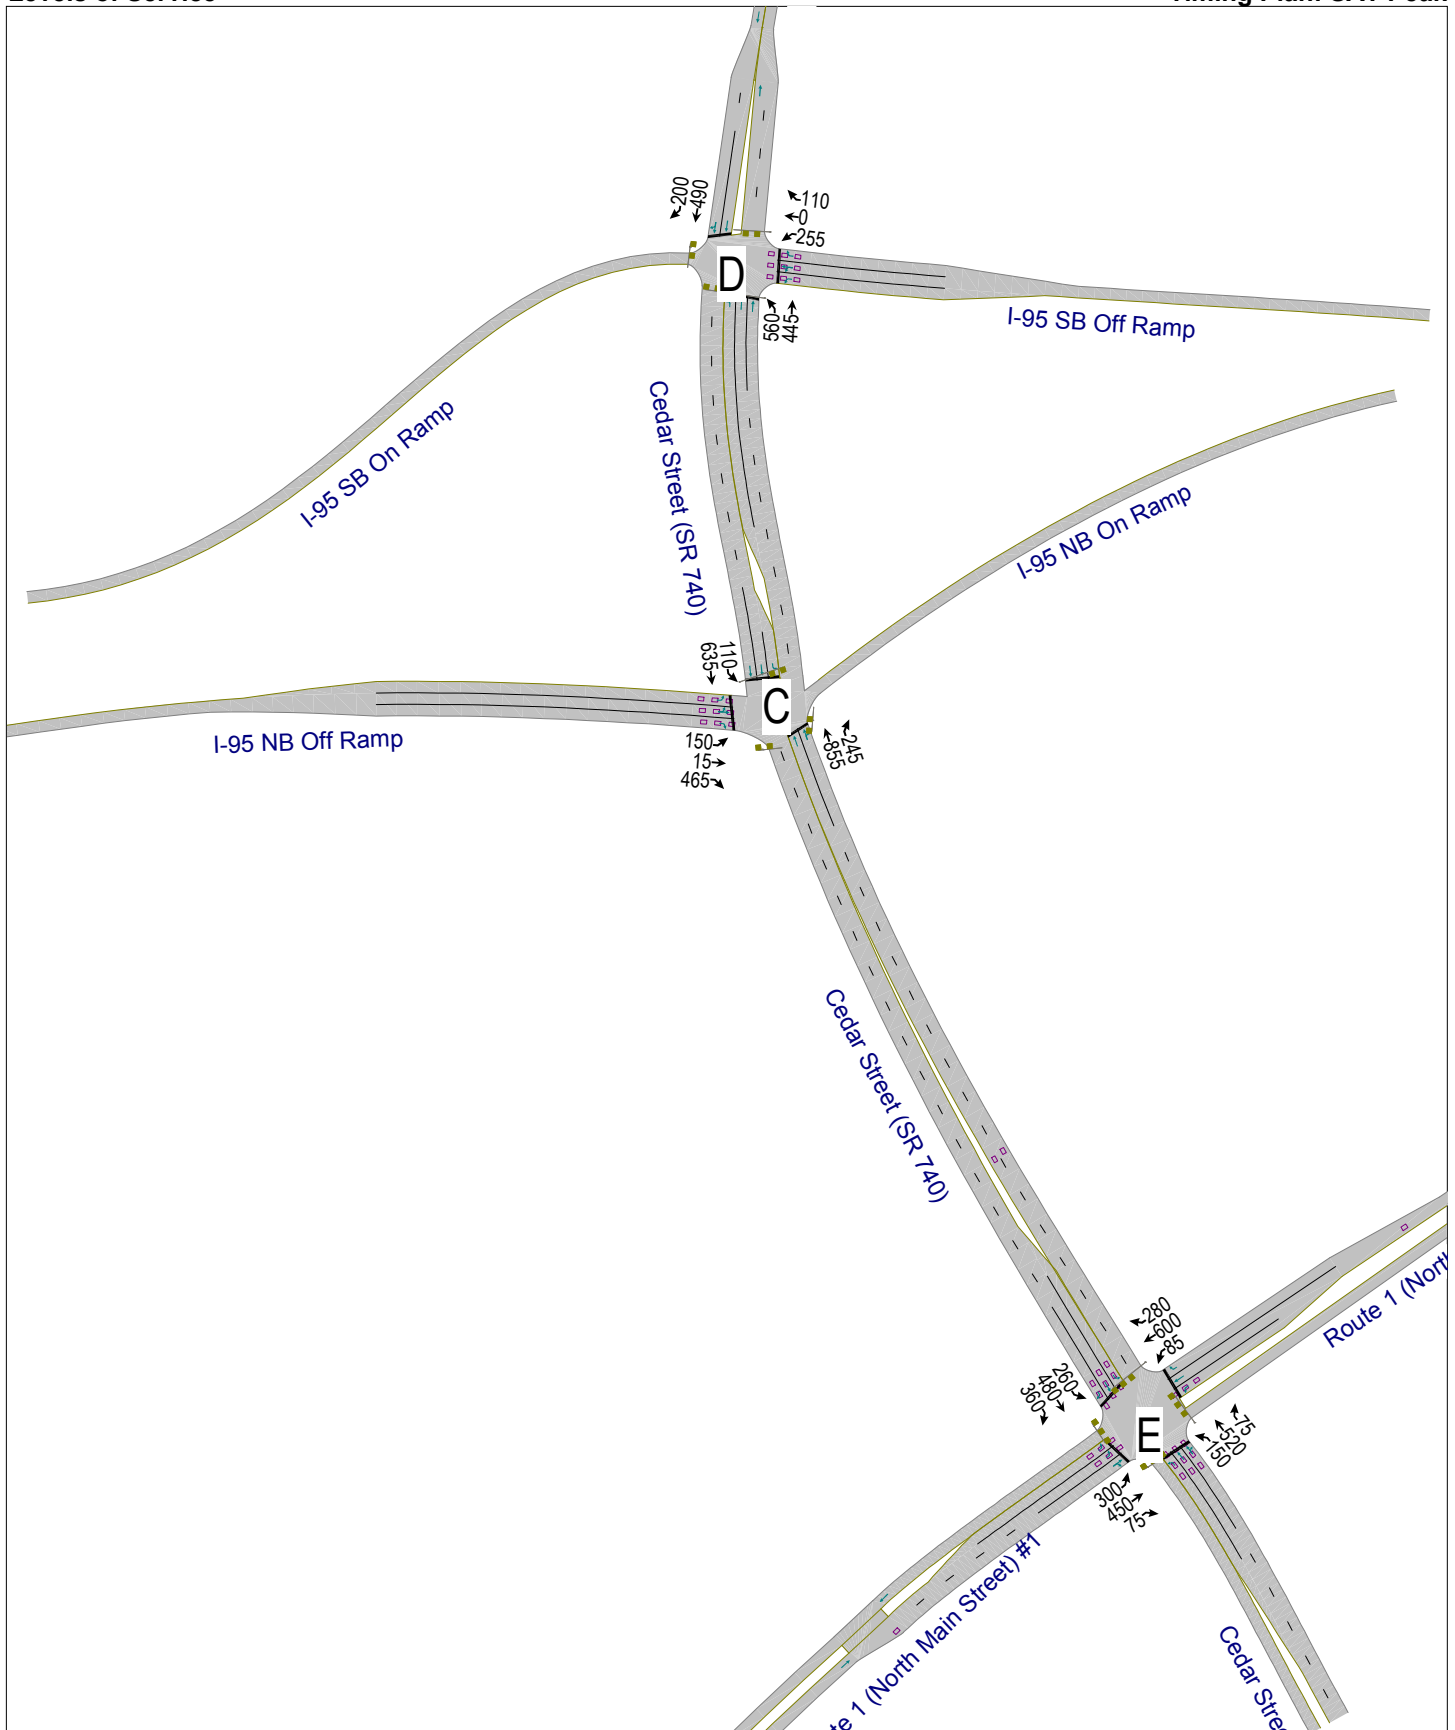 200
490
110
0
255
D
560
445
I-95 SB Off Ramp
Cedar Street (SR 740)
I-95 SB On Ramp
I-95 NB On Ramp
110
635
C
I-95 NB Off Ramp
150
15
465
245
855
Cedar Street (SR 740)
280
600
85
Route 1 (North
260
480
360
E
75
520
150
300
450
75
1 (North Main Street) #1
Cedar